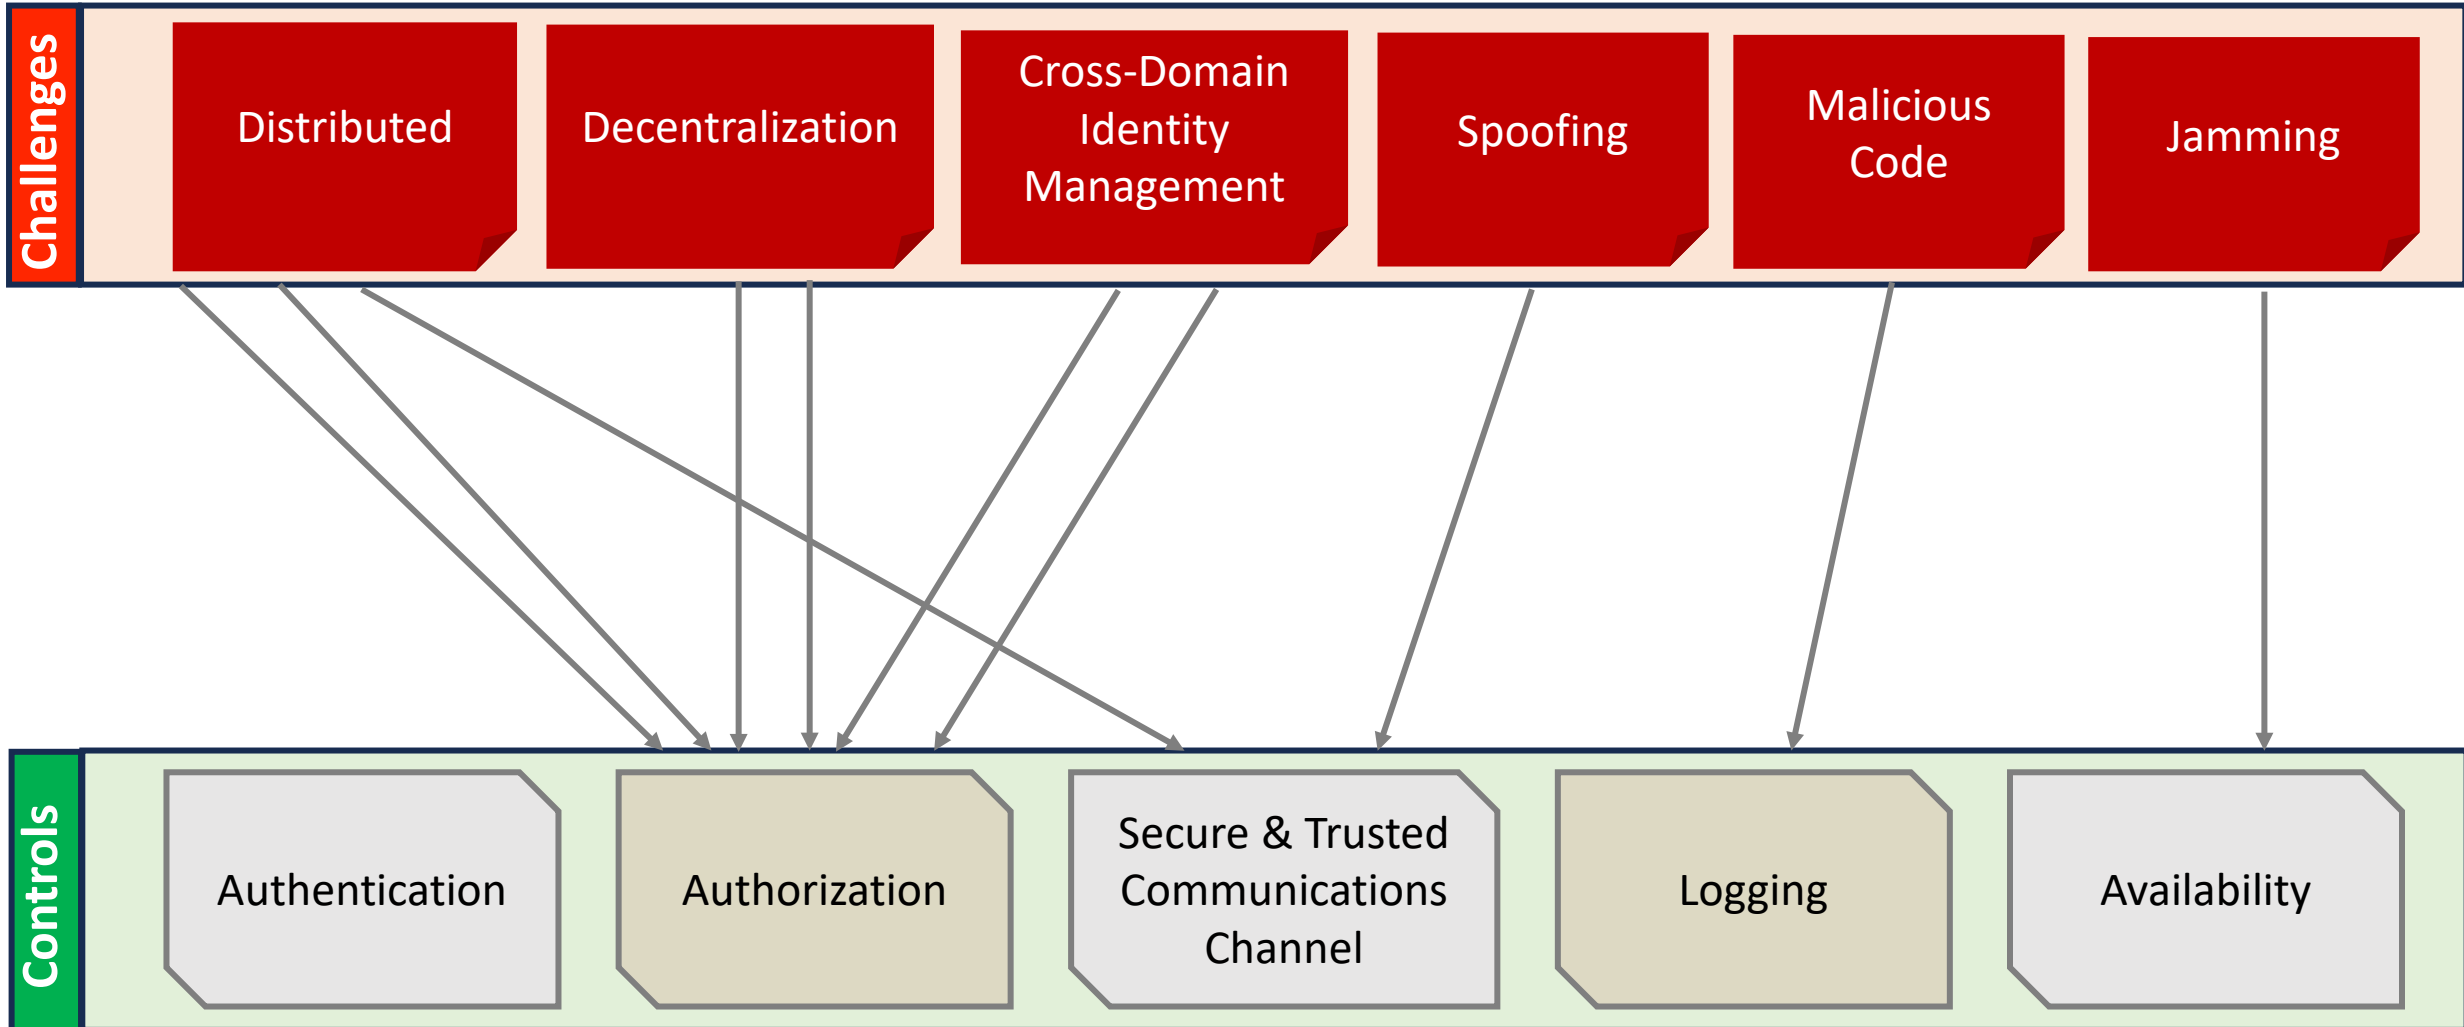 Challenges
Distributed
Decentralization
Cross-Domain
Identity
Management
Spoofing
Malicious
Code
Jamming
Controls
Authentication
Authorization
Secure & Trusted
Communications
Channel
Logging
Availability